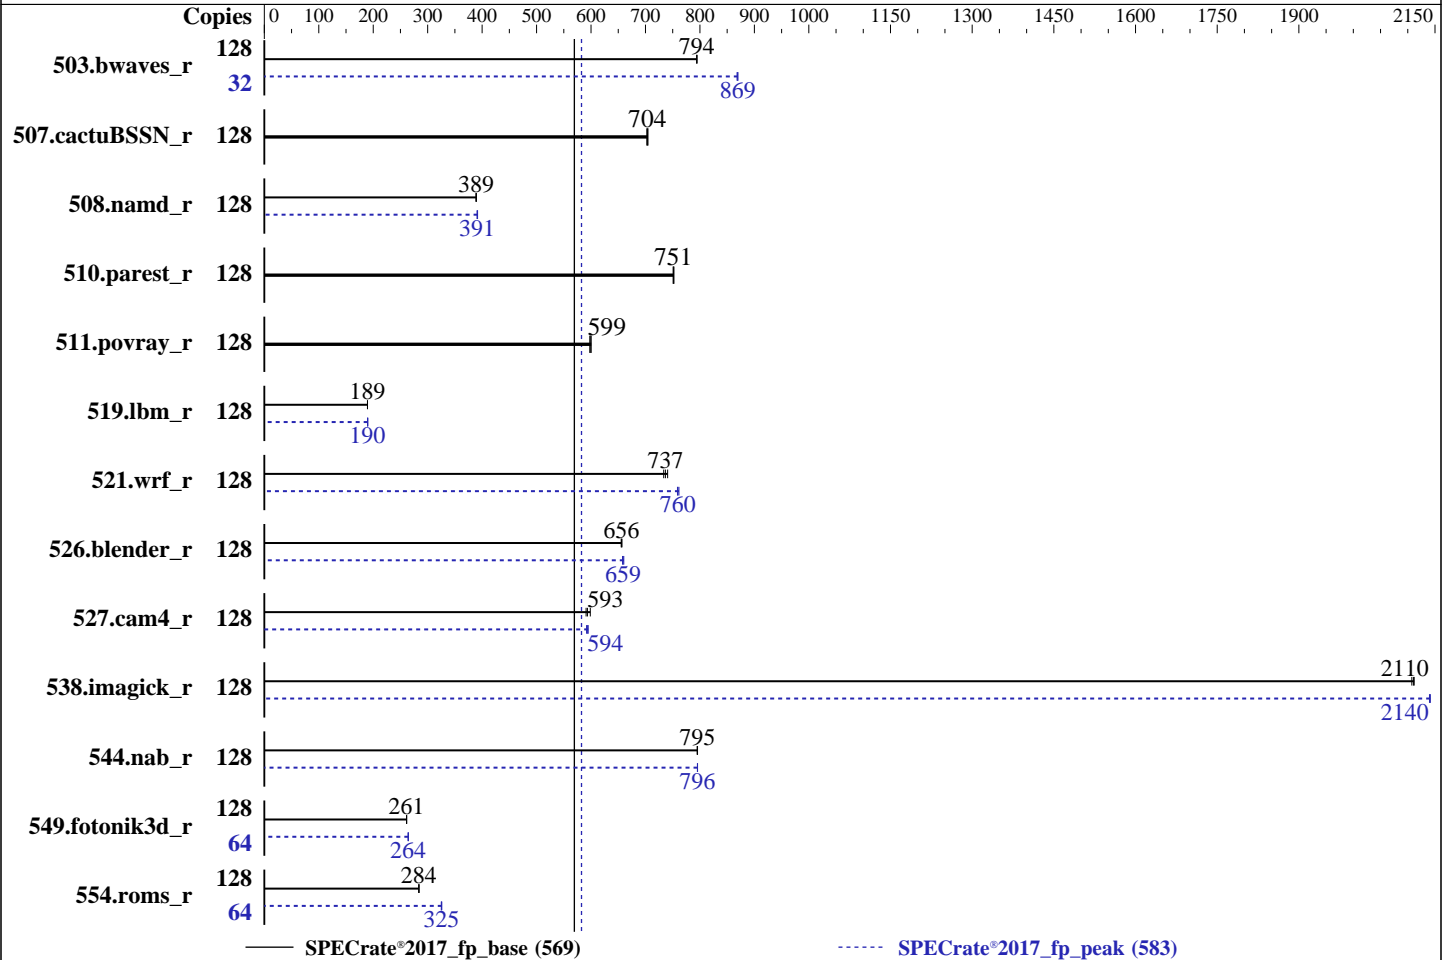 Copies 0 100 200 300 400 500 600 700 800 900 1000 1150 1300 1450 1600 1750 1900 2150
503.bwaves_r 128 794
32 869
507.cactuBSSN_r 128 704
508.namd_r 128 389
391
510.parest_r 128 751
511.povray_r 128 599
519.lbm_r 128 189
190
521.wrf_r 128 737
760
526.blender_r 128 656
659
527.cam4_r 128 593
594
538.imagick_r 128 2110
2140
544.nab_r 128 795
796
549.fotonik3d_r 128 261
64 264
554.roms_r 128 284
64 325
SPECrate®2017_fp_base (569) SPECrate®2017_fp_peak (583)